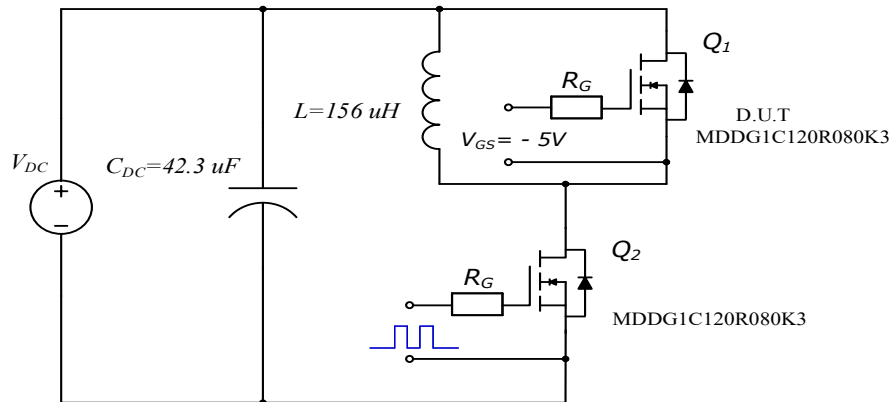 Q1
RG
L=156 uH
D.U.T
MDDG1C120R080K3
VGS= - 5V
VDC
CDC=42.3 uF
+
−
Q2
RG
MDDG1C120R080K3